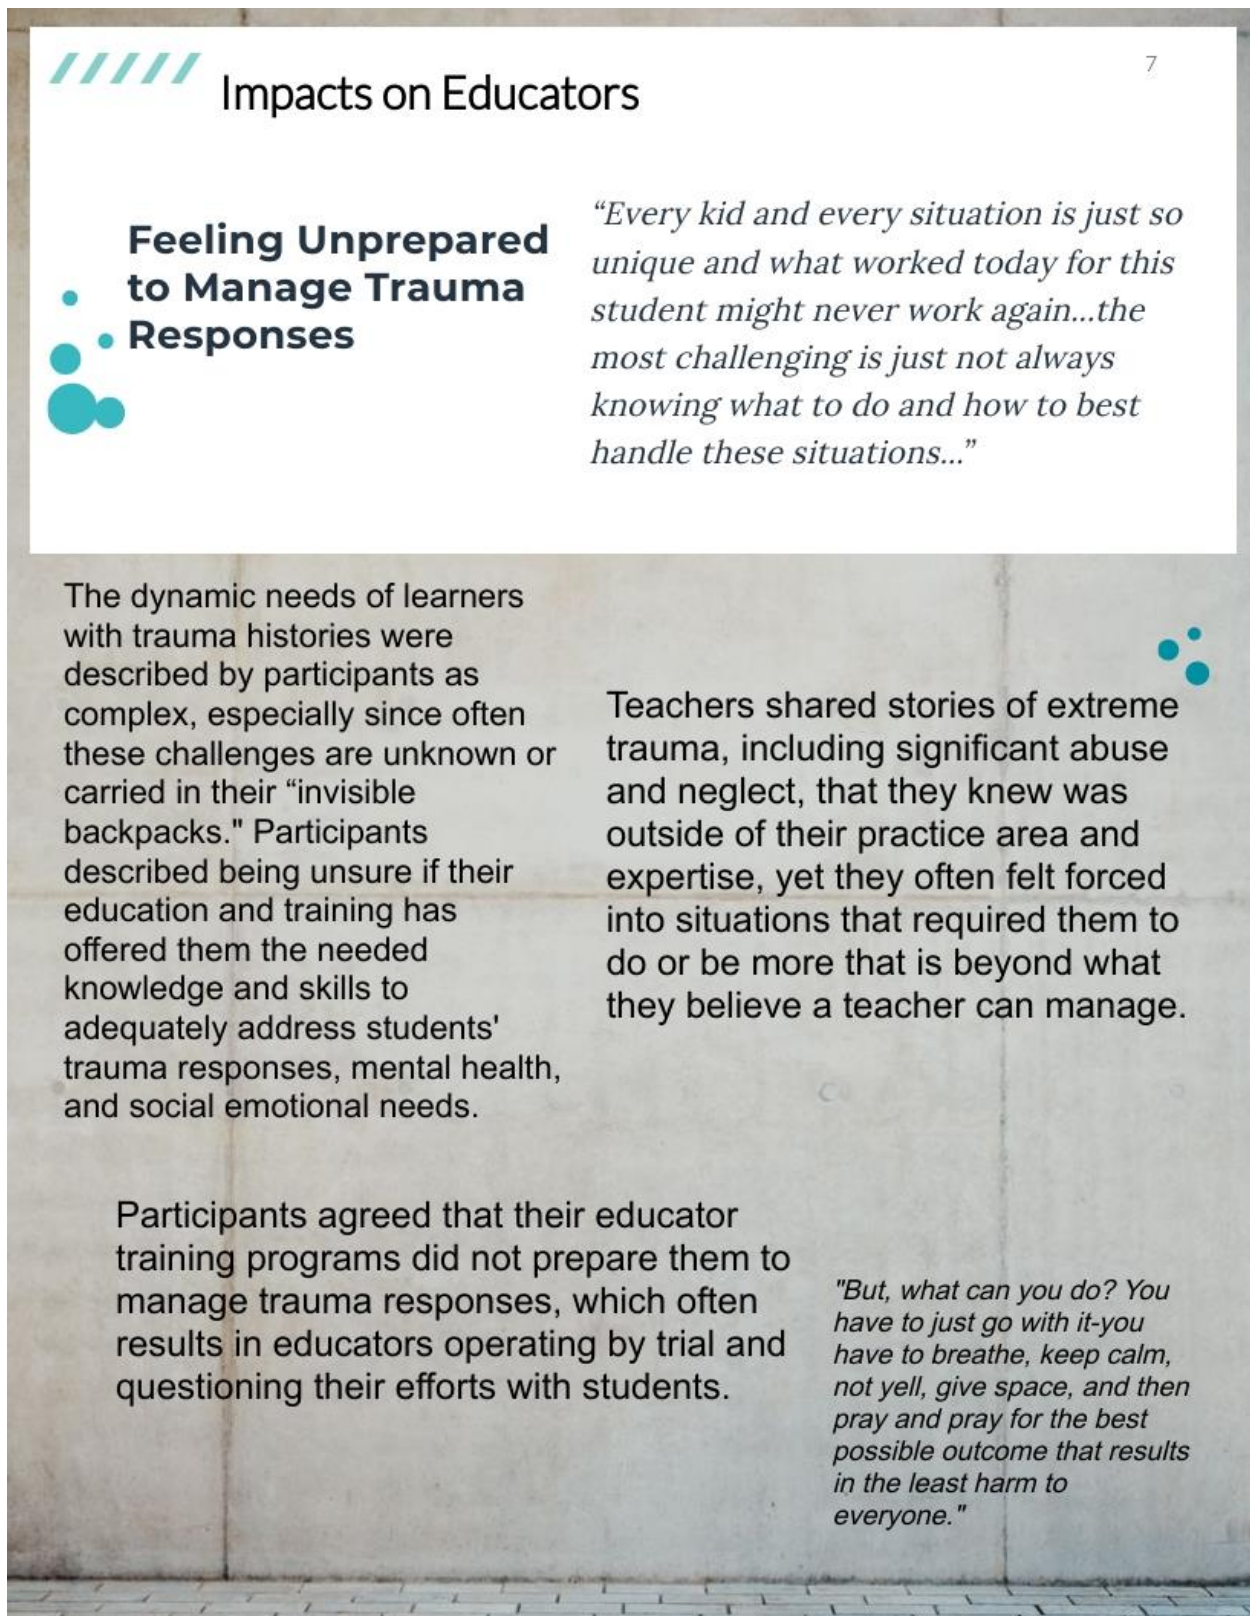 7
Impacts on Educators
Feeling Unprepared
to Manage Trauma
Responses
“Every kid and every situation is just so
unique and what worked today for this
student might never work again...the
most challenging is just not always
knowing what to do and how to best
handle these situations...”
The dynamic needs of learners
with trauma histories were
described by participants as
complex, especially since often
these challenges are unknown or
carried in their “invisible
backpacks." Participants
described being unsure if their
education and training has
offered them the needed
knowledge and skills to
adequately address students'
trauma responses, mental health,
and social emotional needs.
Teachers shared stories of extreme
trauma, including significant abuse
and neglect, that they knew was
outside of their practice area and
expertise, yet they often felt forced
into situations that required them to
do or be more that is beyond what
they believe a teacher can manage.
Participants agreed that their educator
training programs did not prepare them to
manage trauma responses, which often
results in educators operating by trial and
questioning their efforts with students.
"But, what can you do? You
have to just go with it-you
have to breathe, keep calm,
not yell, give space, and then
pray and pray for the best
possible outcome that results
in the least harm to
everyone."